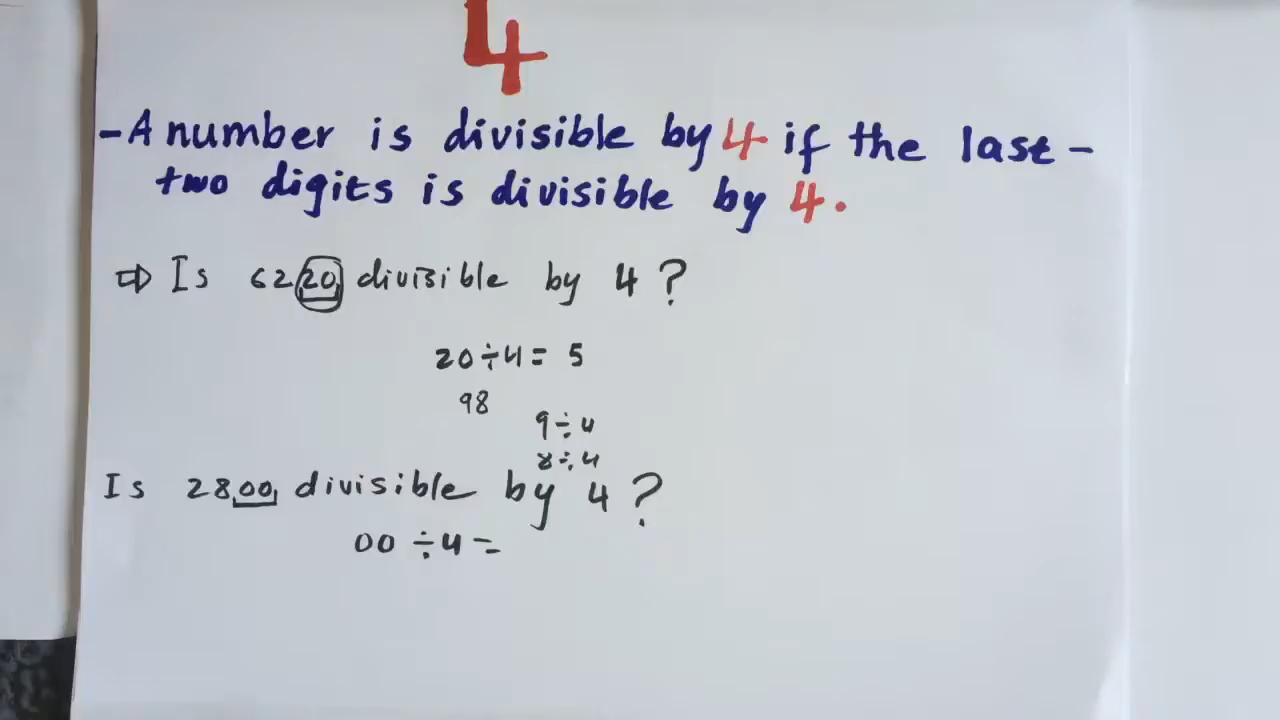 4
-A number is divisible by 4 if the last-
two digits is divisible by 4.
⇨ Is 6220 divisible by 4 ?
20÷4= 5
98
9÷4
8÷4
Is 2800 divisible by 4 ?
00 ÷4 =